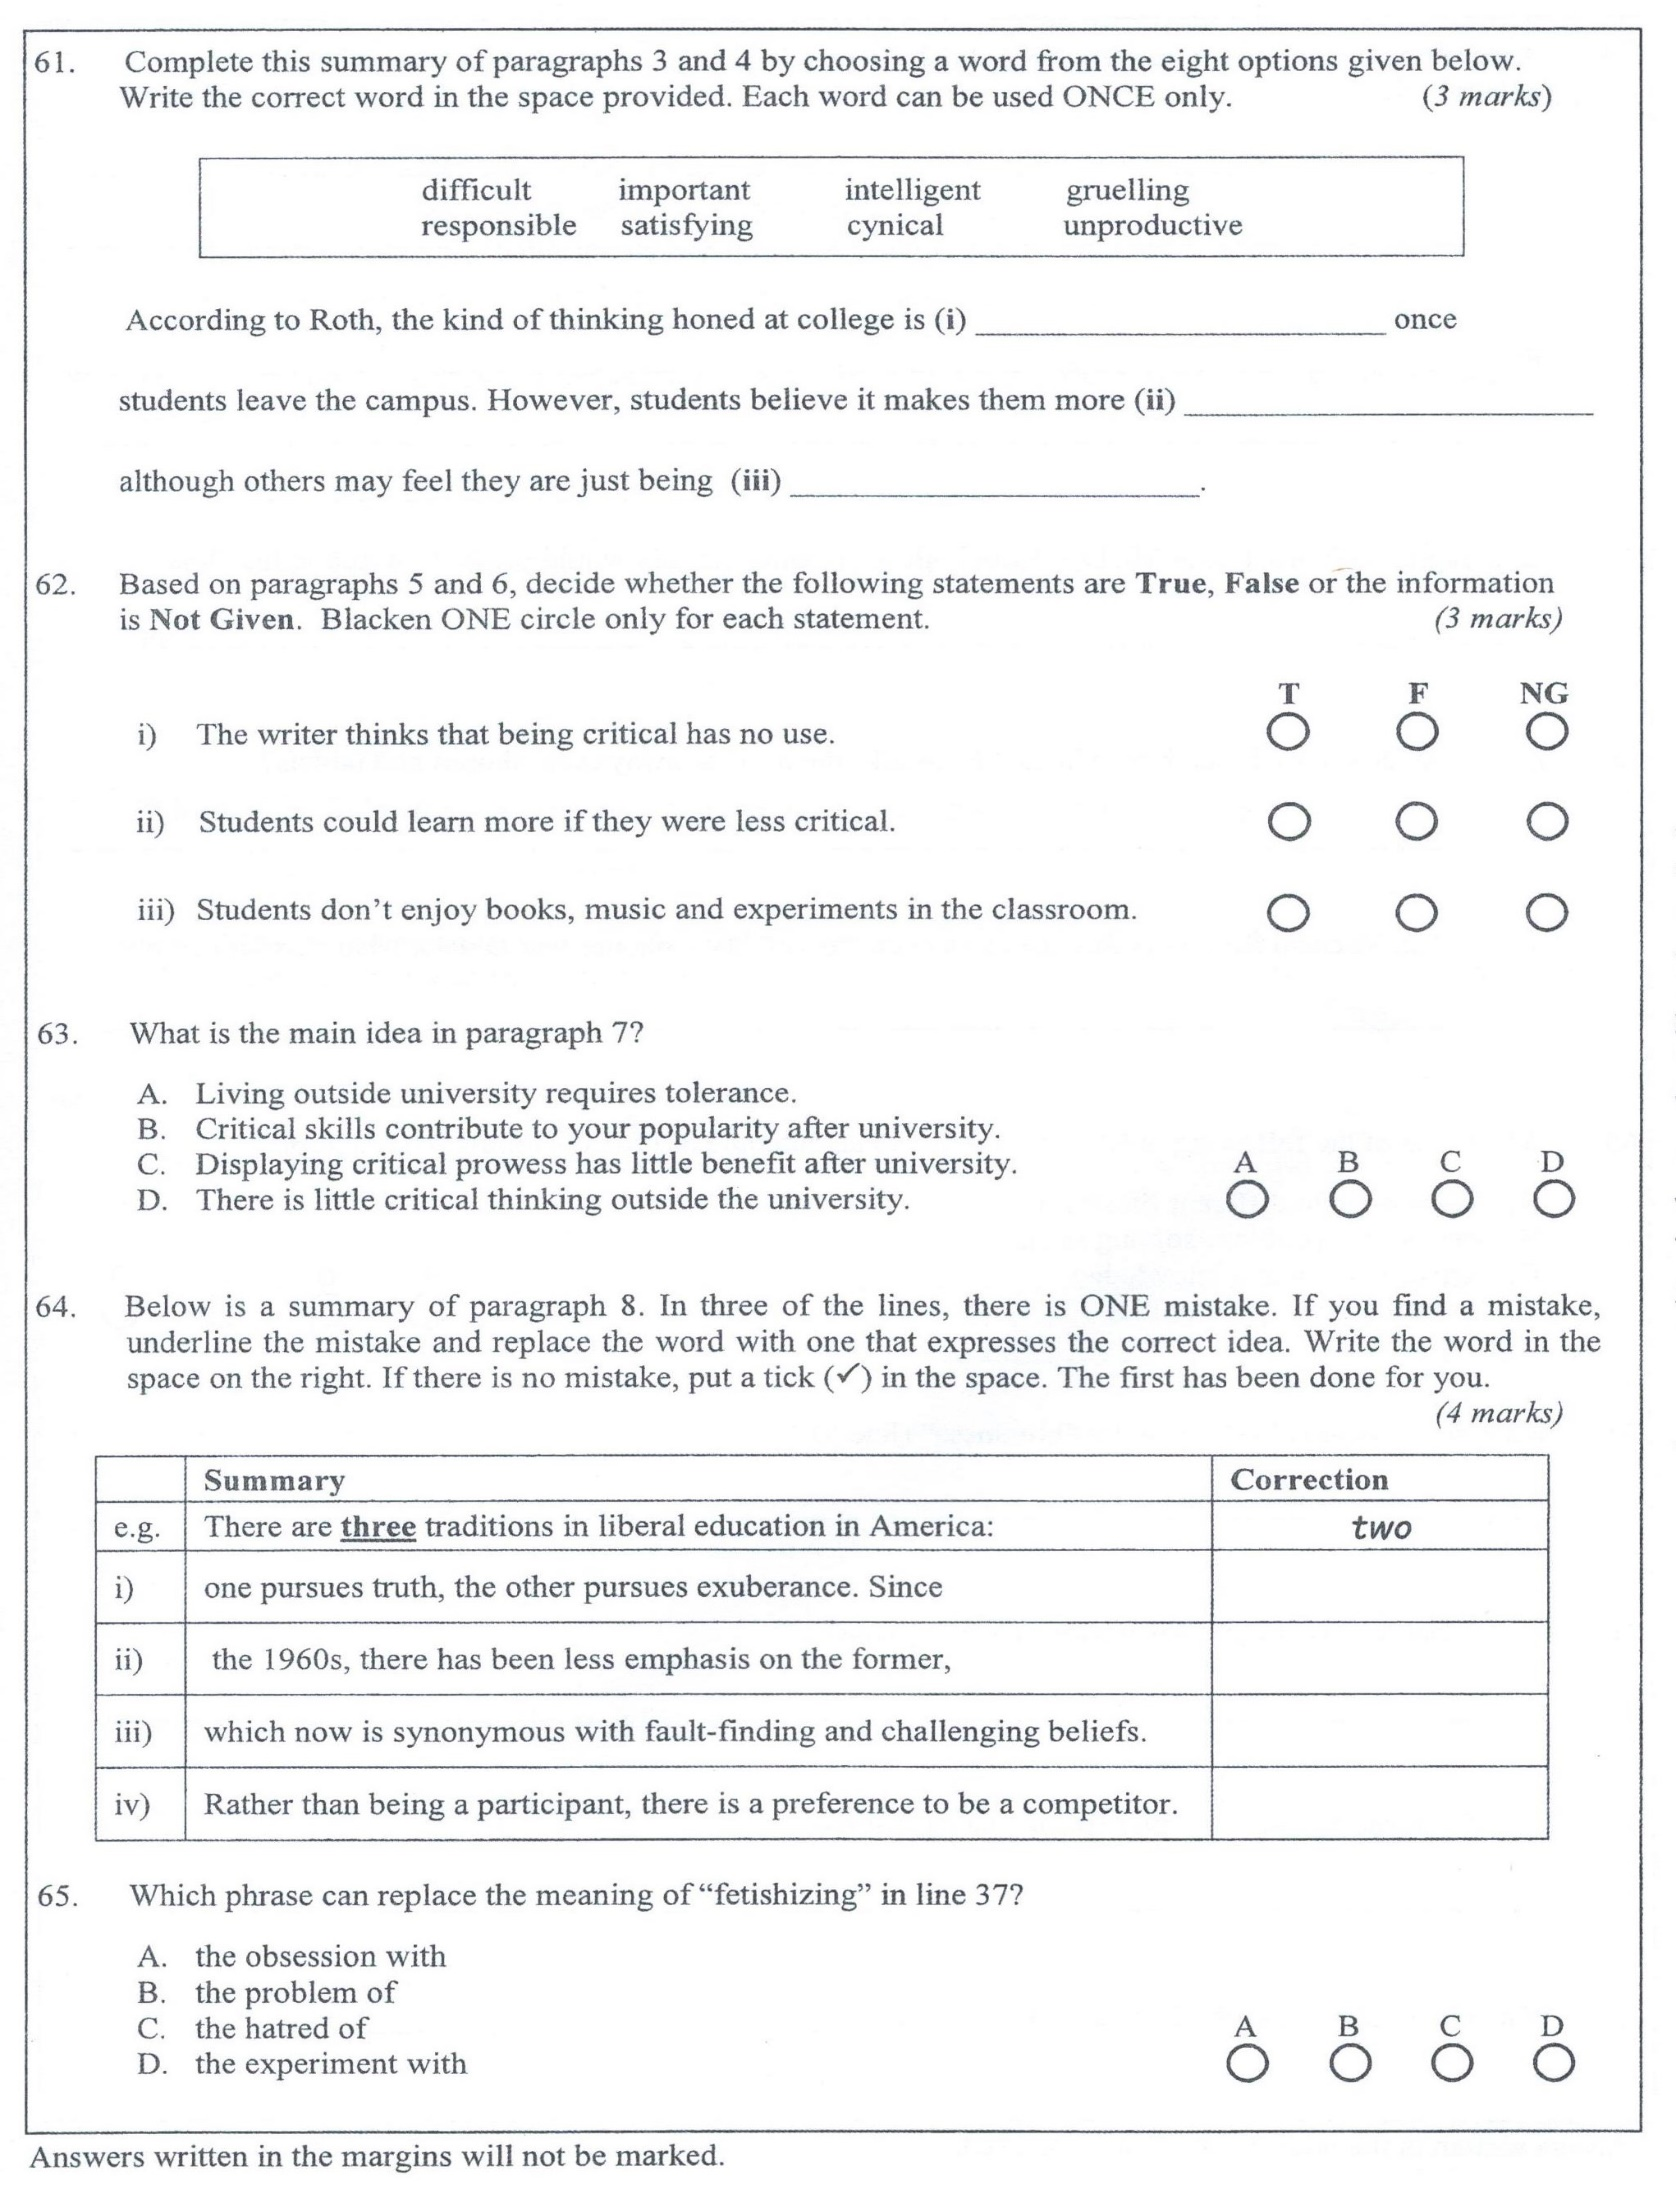 61. Complete this summary of paragraphs 3 and 4 by choosing a word from the eight options given below.
Write the correct word in the space provided. Each word can be used ONCE only. (3 marks)
difficult important intelligent gruelling
responsible satisfying cynical unproductive
According to Roth, the kind of thinking honed at college is (i) ____________ once
students leave the campus. However, students believe it makes them more (ii) ____________
although others may feel they are just being (iii) ____________.
62. Based on paragraphs 5 and 6, decide whether the following statements are True, False or the information
is Not Given. Blacken ONE circle only for each statement. (3 marks)
T F NG
i) The writer thinks that being critical has no use.
ii) Students could learn more if they were less critical.
iii) Students don't enjoy books, music and experiments in the classroom.
63. What is the main idea in paragraph 7?
A. Living outside university requires tolerance.
B. Critical skills contribute to your popularity after university.
C. Displaying critical prowess has little benefit after university. A B C D
D. There is little critical thinking outside the university.
64. Below is a summary of paragraph 8. In three of the lines, there is ONE mistake. If you find a mistake,
underline the mistake and replace the word with one that expresses the correct idea. Write the word in the
space on the right. If there is no mistake, put a tick (✓) in the space. The first has been done for you.
(4 marks)
Summary Correction
e.g. There are three traditions in liberal education in America: two
i) one pursues truth, the other pursues exuberance. Since
ii) the 1960s, there has been less emphasis on the former,
iii) which now is synonymous with fault-finding and challenging beliefs.
iv) Rather than being a participant, there is a preference to be a competitor.
65. Which phrase can replace the meaning of "fetishizing" in line 37?
A. the obsession with
B. the problem of
C. the hatred of A B C D
D. the experiment with
Answers written in the margins will not be marked.